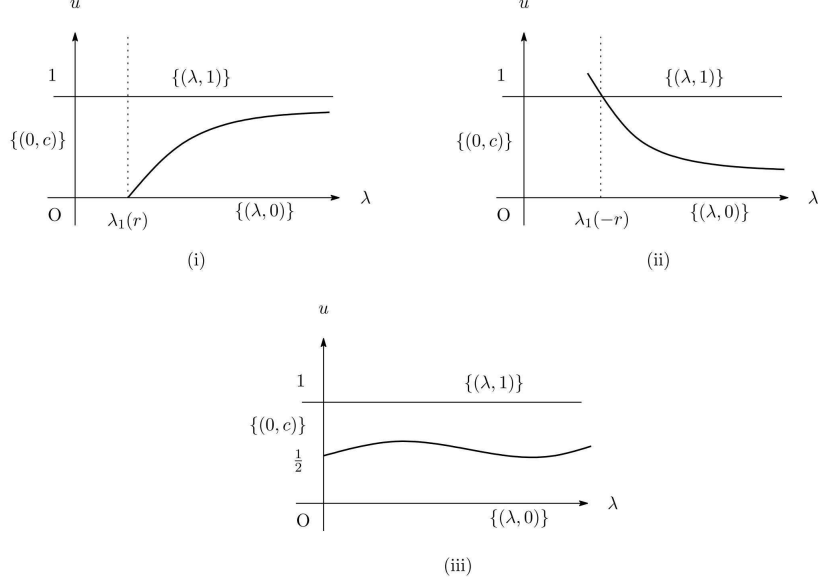 u u
1 {(λ, 1)} 1 {(λ, 1)}
{(0, c)} {(0, c)}
O λ₁(r) {(λ, 0)} λ O λ₁(−r) {(λ, 0)} λ
(i) (ii)
u
1 {(λ, 1)}
{(0, c)}
1/2
O {(λ, 0)} λ
(iii)